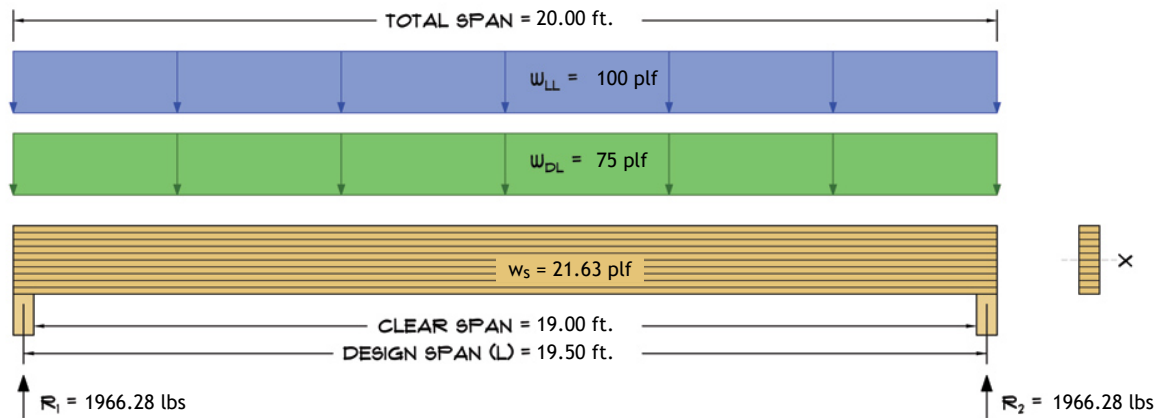 TOTAL SPAN = 20.00 ft.
wLL = 100 plf
wDL = 75 plf
ws = 21.63 plf
X
CLEAR SPAN = 19.00 ft.
DESIGN SPAN (L) = 19.50 ft.
R1 = 1966.28 lbs
R2 = 1966.28 lbs